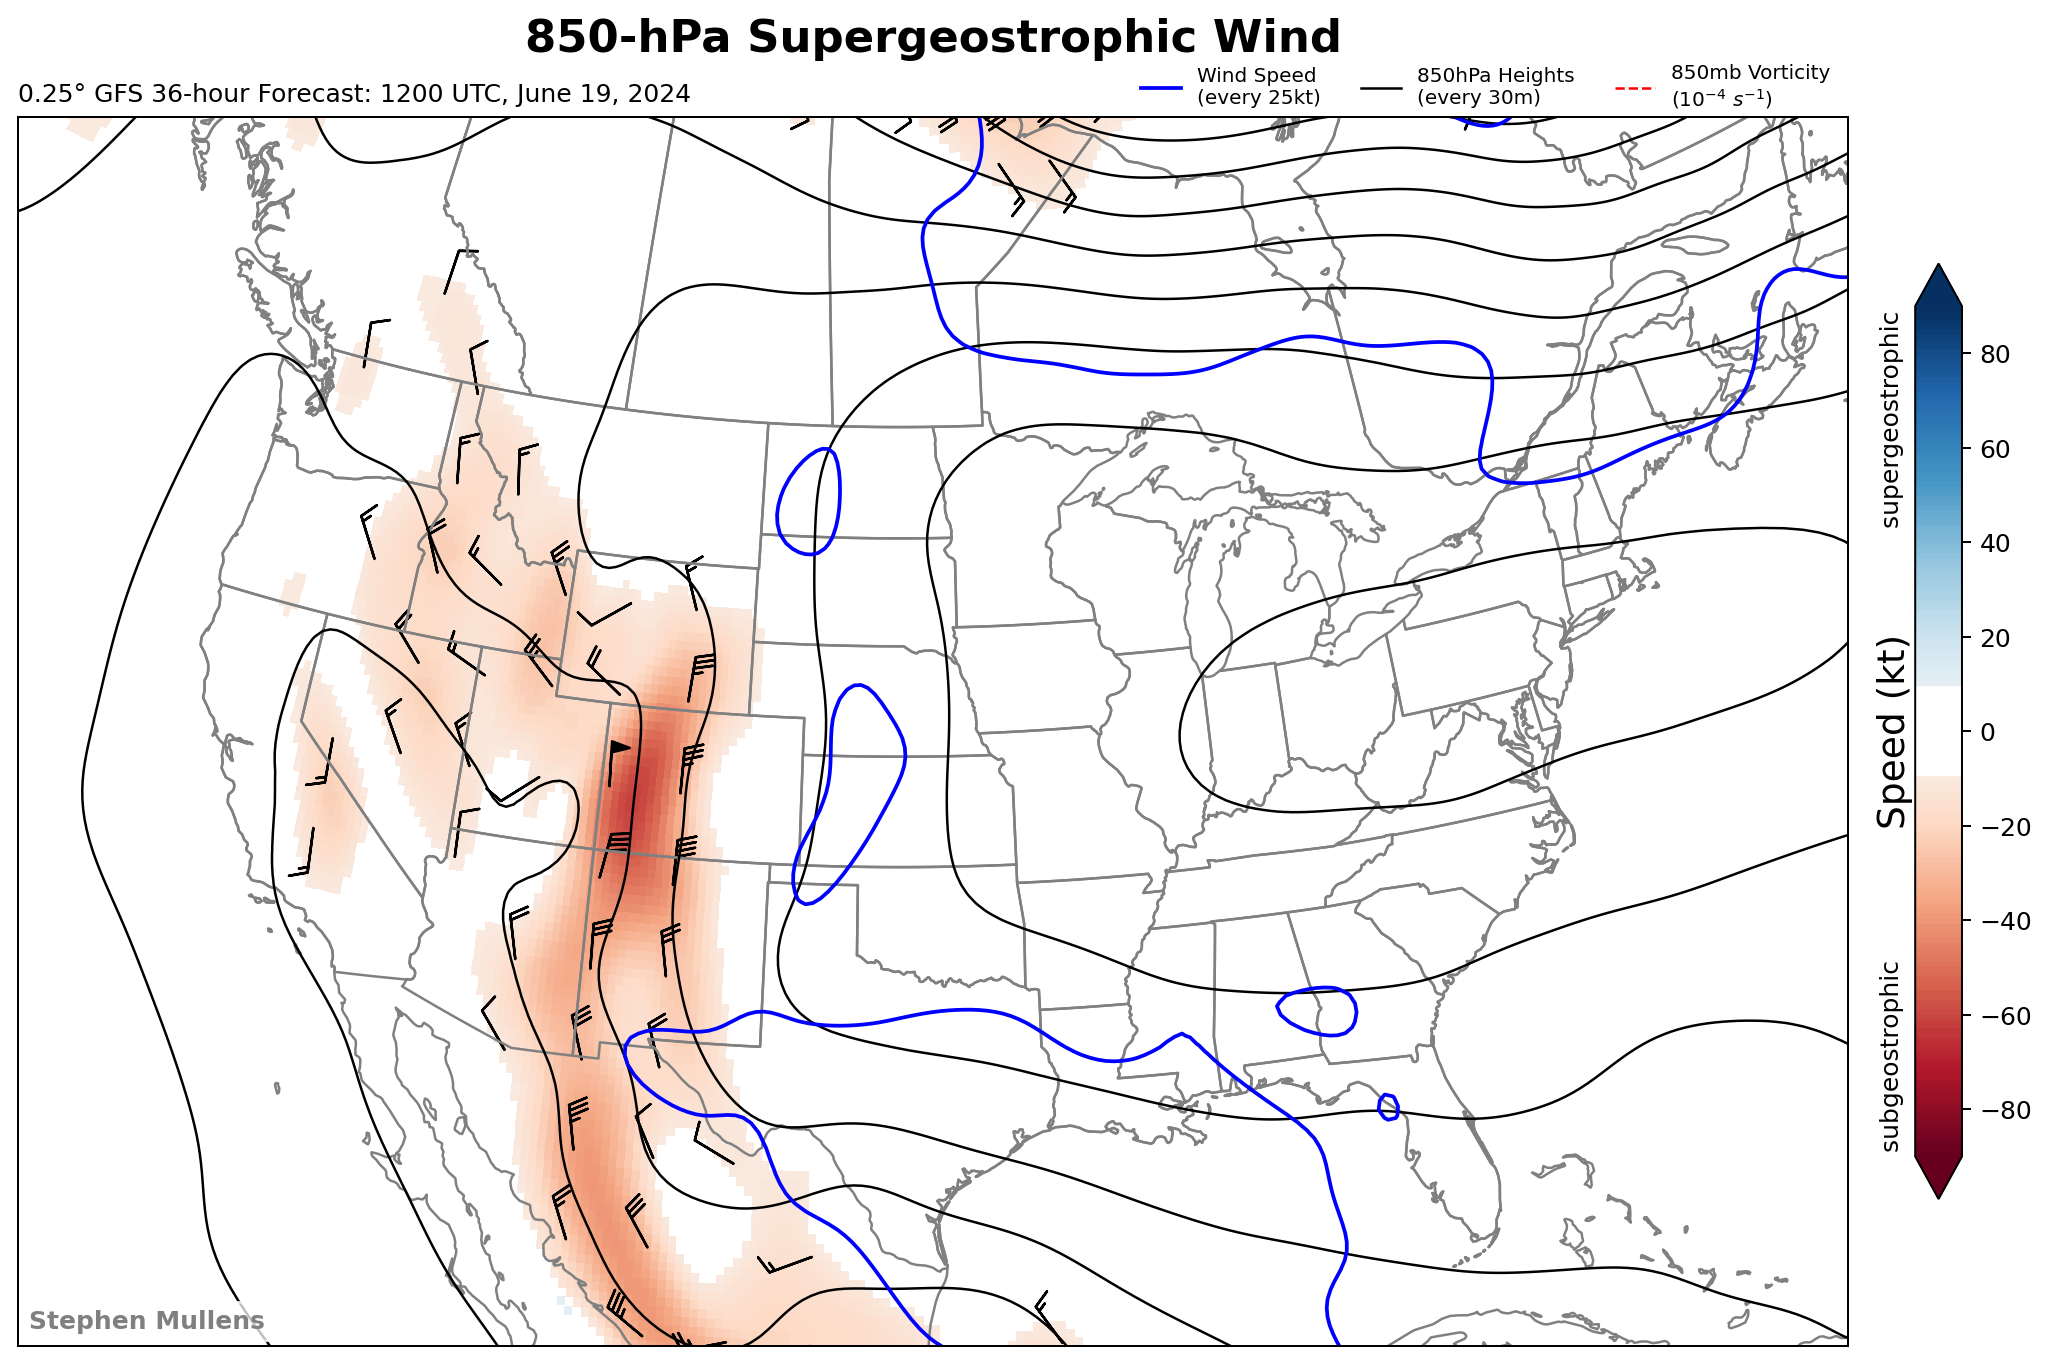 850-hPa Supergeostrophic Wind
0.25° GFS 36-hour Forecast: 1200 UTC, June 19, 2024
Wind Speed
(every 25kt)
850hPa Heights
(every 30m)
850mb Vorticity
(10⁻⁴ s⁻¹)
supergeostrophic
Speed (kt)
subgeostrophic
80
60
40
20
0
−20
−40
−60
−80
Stephen Mullens